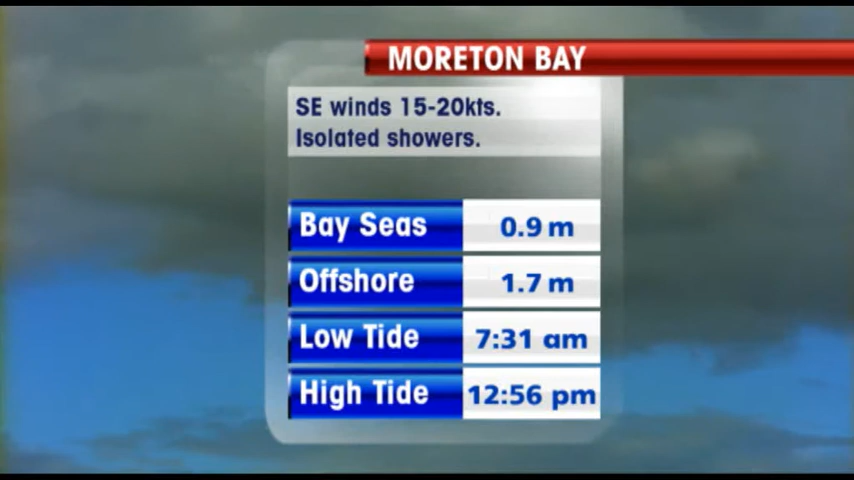 MORETON BAY
SE winds 15-20kts.
Isolated showers.
Bay Seas 0.9 m
Offshore 1.7 m
Low Tide 7:31 am
High Tide 12:56 pm